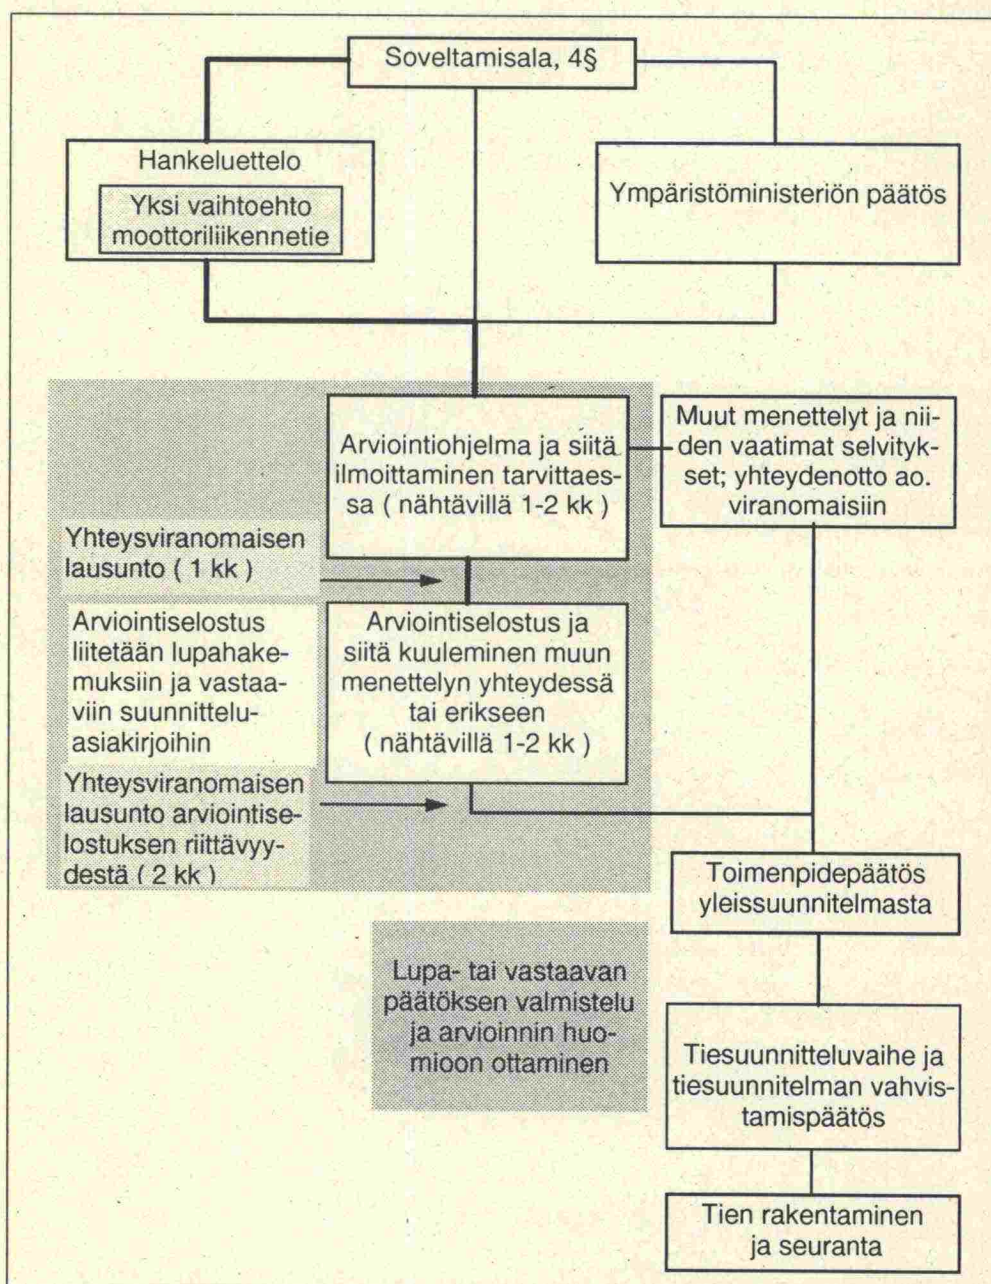 Soveltamisala, 4§
Hankeluettelo
Yksi vaihtoehto
moottoriliikennetie
Ympäristöministeriön päätös
Arviointiohjelma ja siitä
ilmoittaminen tarvittaes-
sa ( nähtävillä 1-2 kk )
Muut menettelyt ja nii-
den vaatimat selvityk-
set; yhteydenotto ao.
viranomaisiin
Yhteysviranomaisen
lausunto ( 1 kk )
Arviointiselostus
liitetään lupahake-
muksiin ja vastaa-
viin suunnittelu-
asiakirjoihin
Arviointiselostus ja
siitä kuuleminen muun
menettelyn yhteydessä
tai erikseen
( nähtävillä 1-2 kk )
Yhteysviranomaisen
lausunto arviointise-
lostuksen riittävyy-
destä ( 2 kk )
Toimenpidepäätös
yleissuunnitelmasta
Lupa- tai vastaavan
päätöksen valmistelu
ja arvioinnin huo-
mioon ottaminen
Tiesuunnitteluvaihe ja
tiesuunnitelman vahvis-
tamispäätös
Tien rakentaminen
ja seuranta